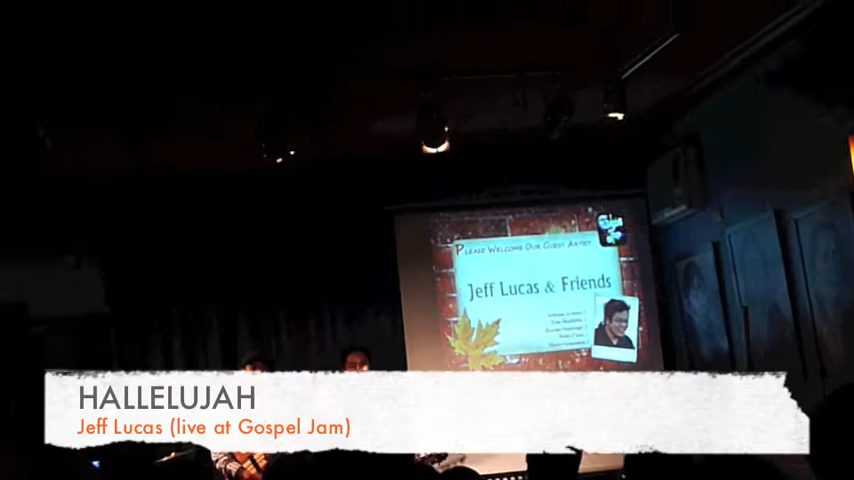 Please Welcome Our Guest Artist
Jeff Lucas & Friends
HALLELUJAH
Jeff Lucas (live at Gospel Jam)